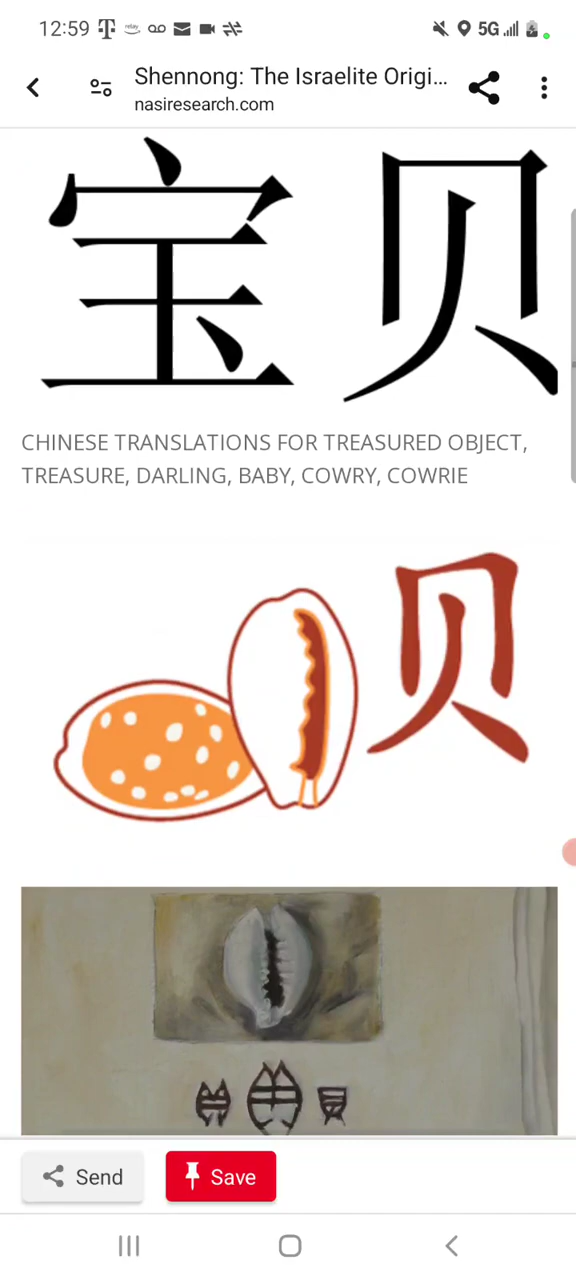 12:59
relay
5G
Shennong: The Israelite Origi...
nasiresearch.com
宝贝
CHINESE TRANSLATIONS FOR TREASURED OBJECT,
TREASURE, DARLING, BABY, COWRY, COWRIE
贝
Send
Save